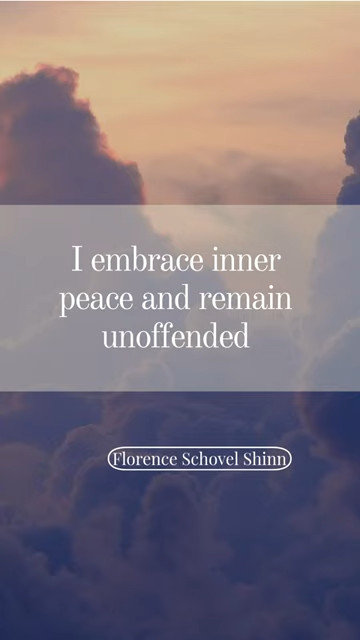 I embrace inner
peace and remain
unoffended
Florence Schovel Shinn